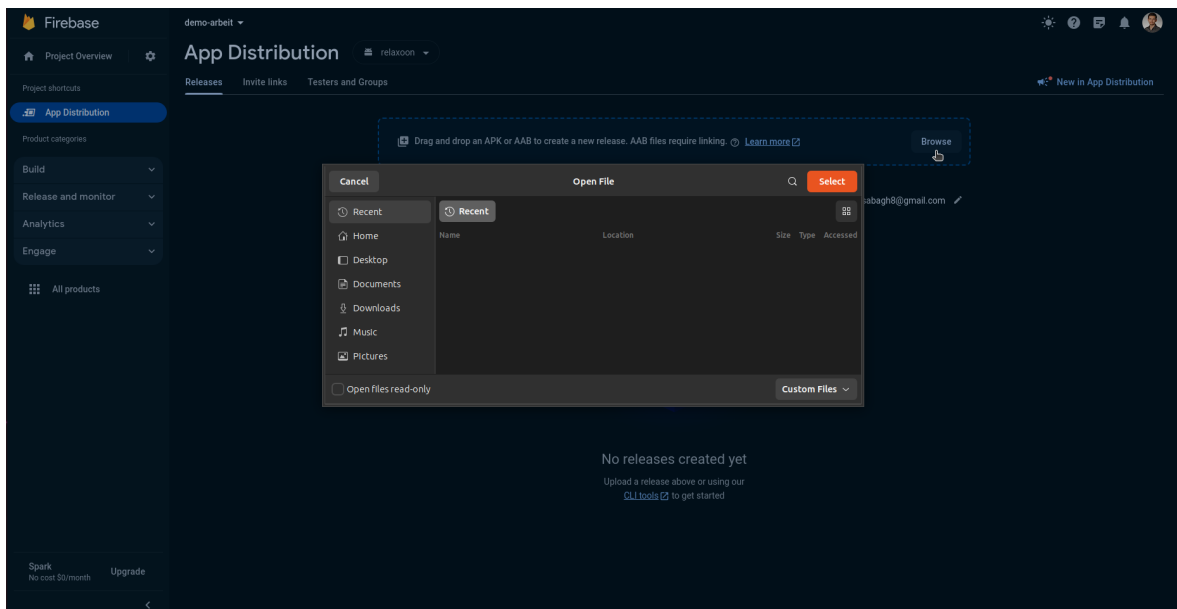 Firebase
demo-arbeit
Project Overview
App Distribution
relaxoon
Project shortcuts
Releases Invite links Testers and Groups
New in App Distribution
App Distribution
Product categories
Build
Release and monitor
Analytics
Engage
All products
Drag and drop an APK or AAB to create a new release. AAB files require linking. Learn more
Browse
sabagh8@gmail.com
Cancel
Open File
Select
Recent
Home
Desktop
Documents
Downloads
Music
Pictures
Recent
Name Location Size Type Accessed
Open files read-only
Custom Files
No releases created yet
Upload a release above or using our
CLI tools to get started
Spark
No cost $0/month
Upgrade